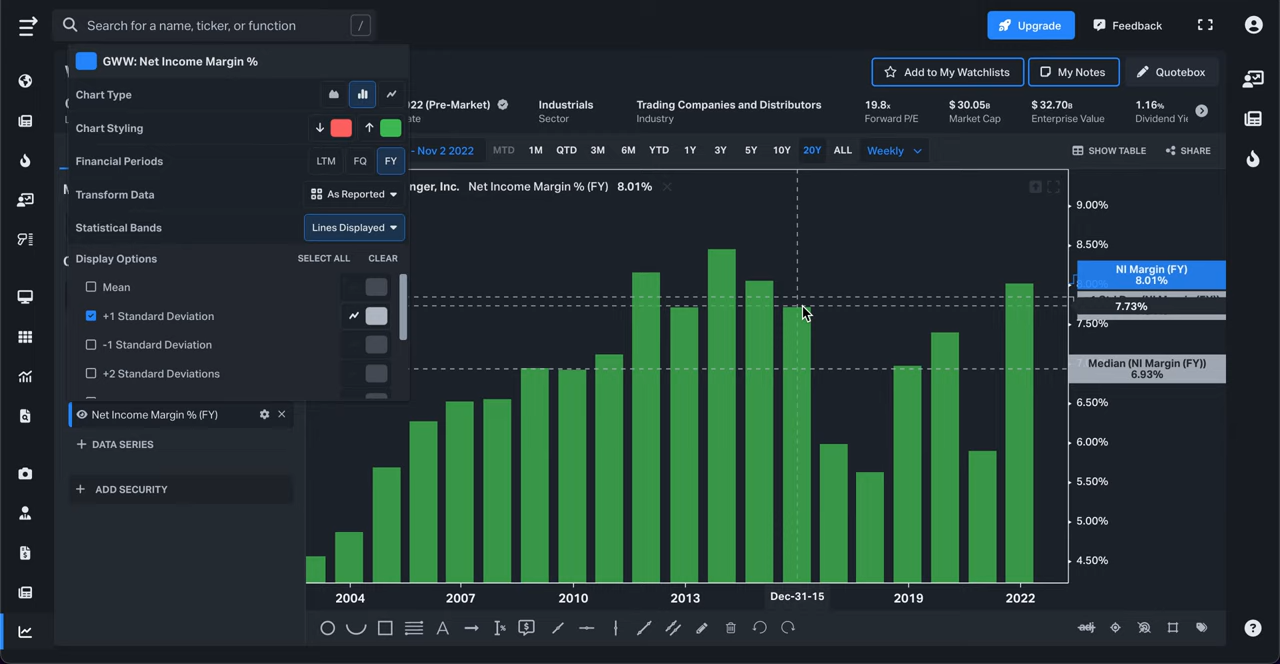 Search for a name, ticker, or function
/
Upgrade
Feedback
GWW: Net Income Margin %
Add to My Watchlists
My Notes
Quotebox
Chart Type
022 (Pre-Market)
Industrials
Sector
Trading Companies and Distributors
Industry
19.8x
Forward P/E
$ 30.05B
Market Cap
$ 32.70B
Enterprise Value
1.16%
Dividend Yie
Chart Styling
Financial Periods
LTM
FQ
FY
- Nov 2 2022
MTD
1M
QTD
3M
6M
YTD
1Y
3Y
5Y
10Y
20Y
ALL
Weekly
SHOW TABLE
SHARE
Transform Data
As Reported
nger, Inc.
Net Income Margin % (FY)
8.01%
Statistical Bands
Lines Displayed
Display Options
SELECT ALL
CLEAR
Mean
+1 Standard Deviation
-1 Standard Deviation
+2 Standard Deviations
Net Income Margin % (FY)
DATA SERIES
ADD SECURITY
9.00%
8.50%
NI Margin (FY)
8.01%
7.73%
7.50%
Median (NI Margin (FY))
6.93%
6.50%
6.00%
5.50%
5.00%
4.50%
2004
2007
2010
2013
Dec-31-15
2019
2022
adj